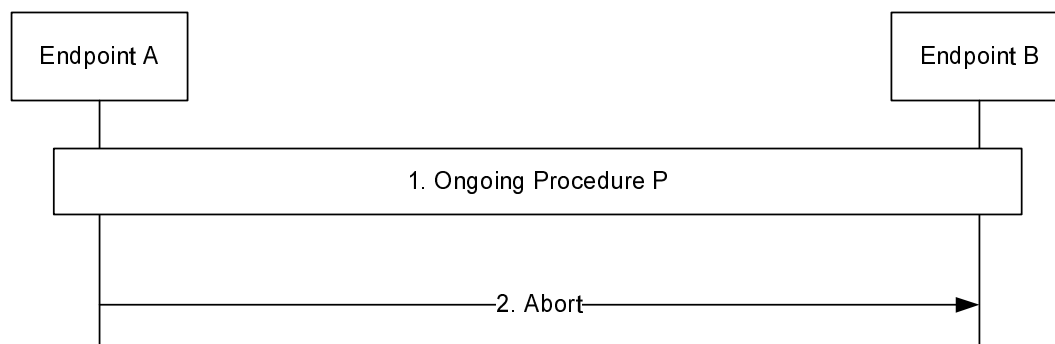 Endpoint A
Endpoint B
1. Ongoing Procedure P
2. Abort